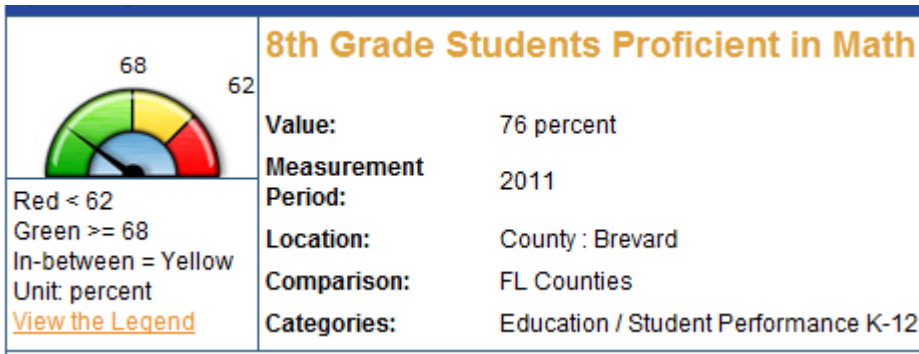 68
62
Red < 62
Green >= 68
In-between = Yellow
Unit: percent
View the Legend
8th Grade Students Proficient in Math
Value: 76 percent
Measurement
Period: 2011
Location: County : Brevard
Comparison: FL Counties
Categories: Education / Student Performance K-12